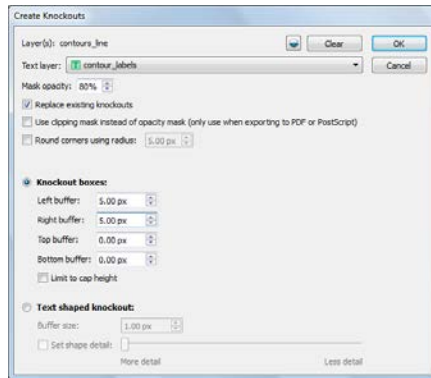 Create Knockouts
Layer(s): contours_line Clear OK
Text layer: contour_labels Cancel
Mask opacity: 80%
Replace existing knockouts
Use clipping mask instead of opacity mask (only use when exporting to PDF or PostScript)
Round corners using radius: 5.00 px
Knockout boxes:
Left buffer: 5.00 px
Right buffer: 5.00 px
Top buffer: 0.00 px
Bottom buffer: 0.00 px
Limit to cap height
Text shaped knockout:
Buffer size: 1.00 px
Set shape detail:
More detail Less detail